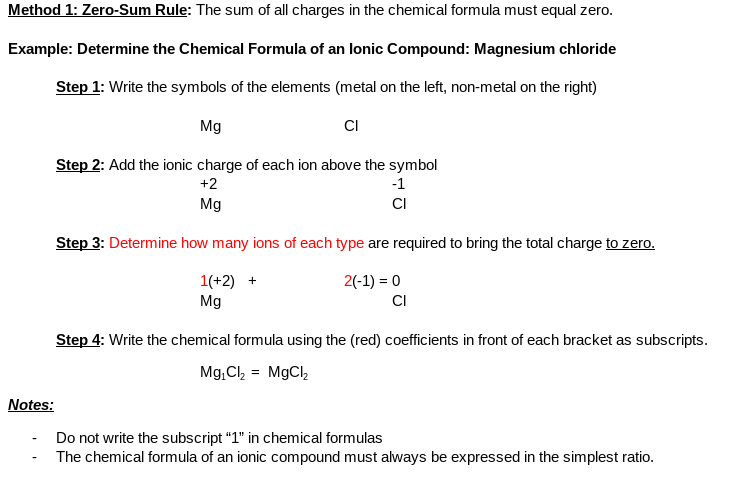 Method 1: Zero-Sum Rule: The sum of all charges in the chemical formula must equal zero.
Example: Determine the Chemical Formula of an Ionic Compound: Magnesium chloride
Step 1: Write the symbols of the elements (metal on the left, non-metal on the right)
Mg Cl
Step 2: Add the ionic charge of each ion above the symbol
+2 -1
Mg Cl
Step 3: Determine how many ions of each type are required to bring the total charge to zero.
1(+2) + 2(-1) = 0
Mg Cl
Step 4: Write the chemical formula using the (red) coefficients in front of each bracket as subscripts.
Mg₁Cl₂ = MgCl₂
Notes:
- Do not write the subscript “1” in chemical formulas
- The chemical formula of an ionic compound must always be expressed in the simplest ratio.